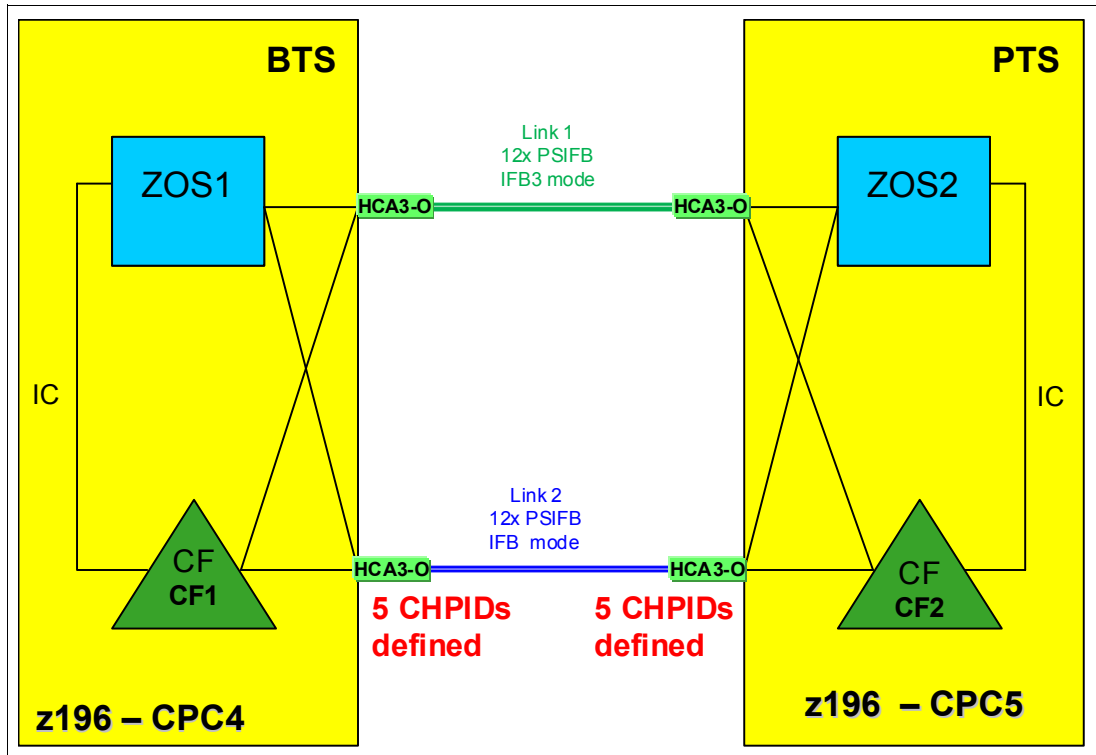 BTS
PTS
ZOS1
Link 1
12x PSIFB
IFB3 mode
ZOS2
HCA3-O
HCA3-O
IC
IC
Link 2
12x PSIFB
IFB mode
CF
CF1
HCA3-O
HCA3-O
CF
CF2
5 CHPIDs
defined
5 CHPIDs
defined
z196 – CPC4
z196 – CPC5